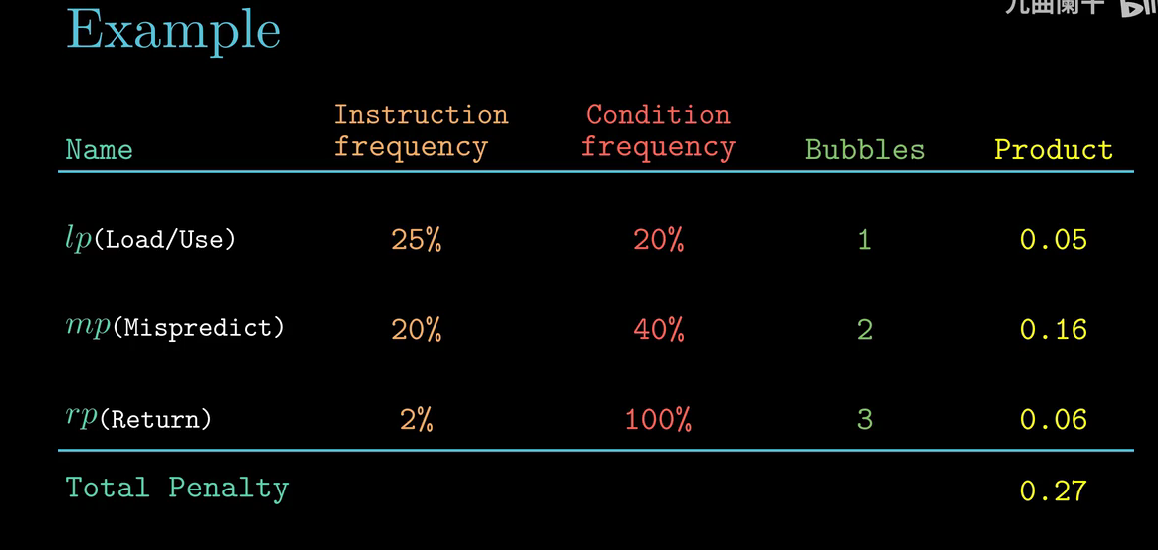 九曲阑干
Example
Name Instruction frequency Condition frequency Bubbles Product
lp(Load/Use) 25% 20% 1 0.05
mp(Mispredict) 20% 40% 2 0.16
rp(Return) 2% 100% 3 0.06
Total Penalty 0.27